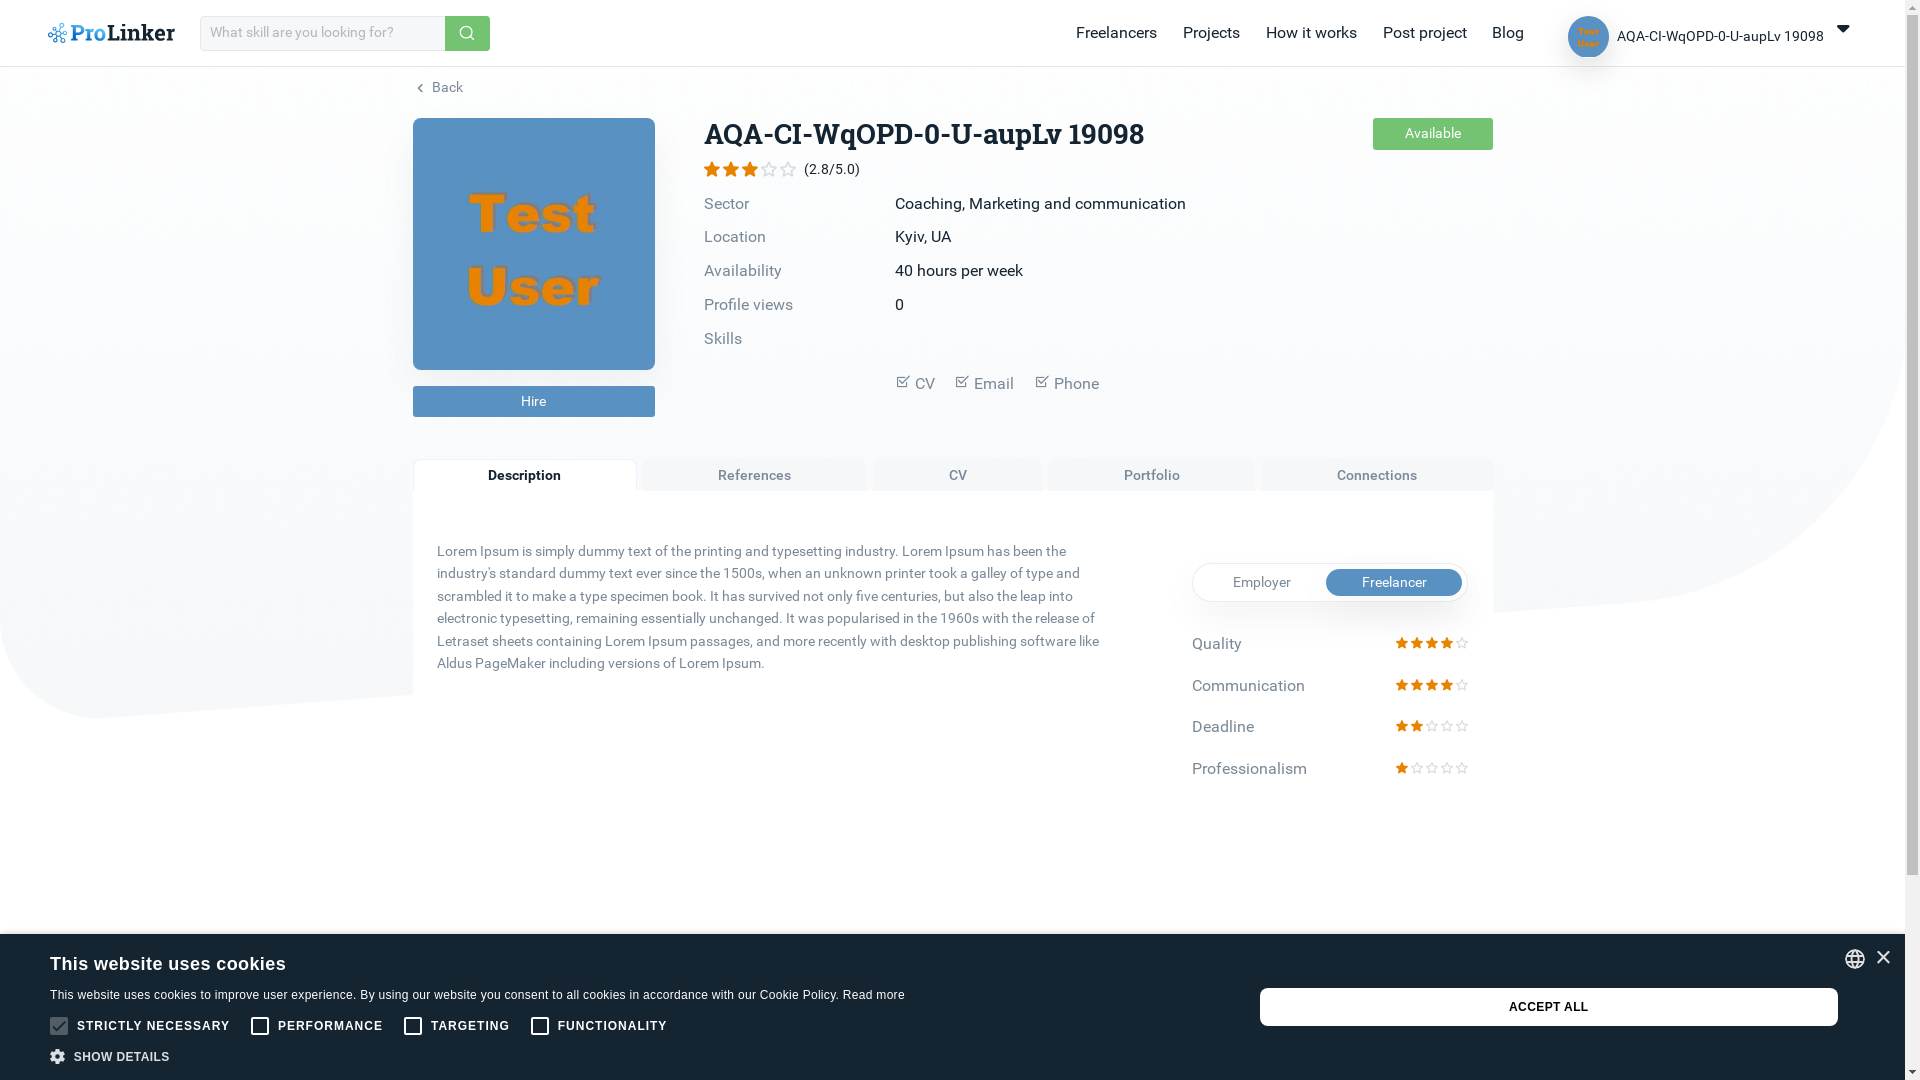 ProLinker
What skill are you looking for?
Freelancers
Projects
How it works
Post project
Blog
Test
User
AQA-CI-WqOPD-0-U-aupLv 19098
Back
Test
User
AQA-CI-WqOPD-0-U-aupLv 19098
Available
(2.8/5.0)
Sector Coaching, Marketing and communication
Location Kyiv, UA
Availability 40 hours per week
Profile views 0
Skills
CV Email Phone
Hire
Description References CV Portfolio Connections
Lorem Ipsum is simply dummy text of the printing and typesetting industry. Lorem Ipsum has been the
industry's standard dummy text ever since the 1500s, when an unknown printer took a galley of type and
scrambled it to make a type specimen book. It has survived not only five centuries, but also the leap into
electronic typesetting, remaining essentially unchanged. It was popularised in the 1960s with the release of
Letraset sheets containing Lorem Ipsum passages, and more recently with desktop publishing software like
Aldus PageMaker including versions of Lorem Ipsum.
Employer Freelancer
Quality
Communication
Deadline
Professionalism
This website uses cookies
This website uses cookies to improve user experience. By using our website you consent to all cookies in accordance with our Cookie Policy. Read more
STRICTLY NECESSARY PERFORMANCE TARGETING FUNCTIONALITY
SHOW DETAILS
ACCEPT ALL